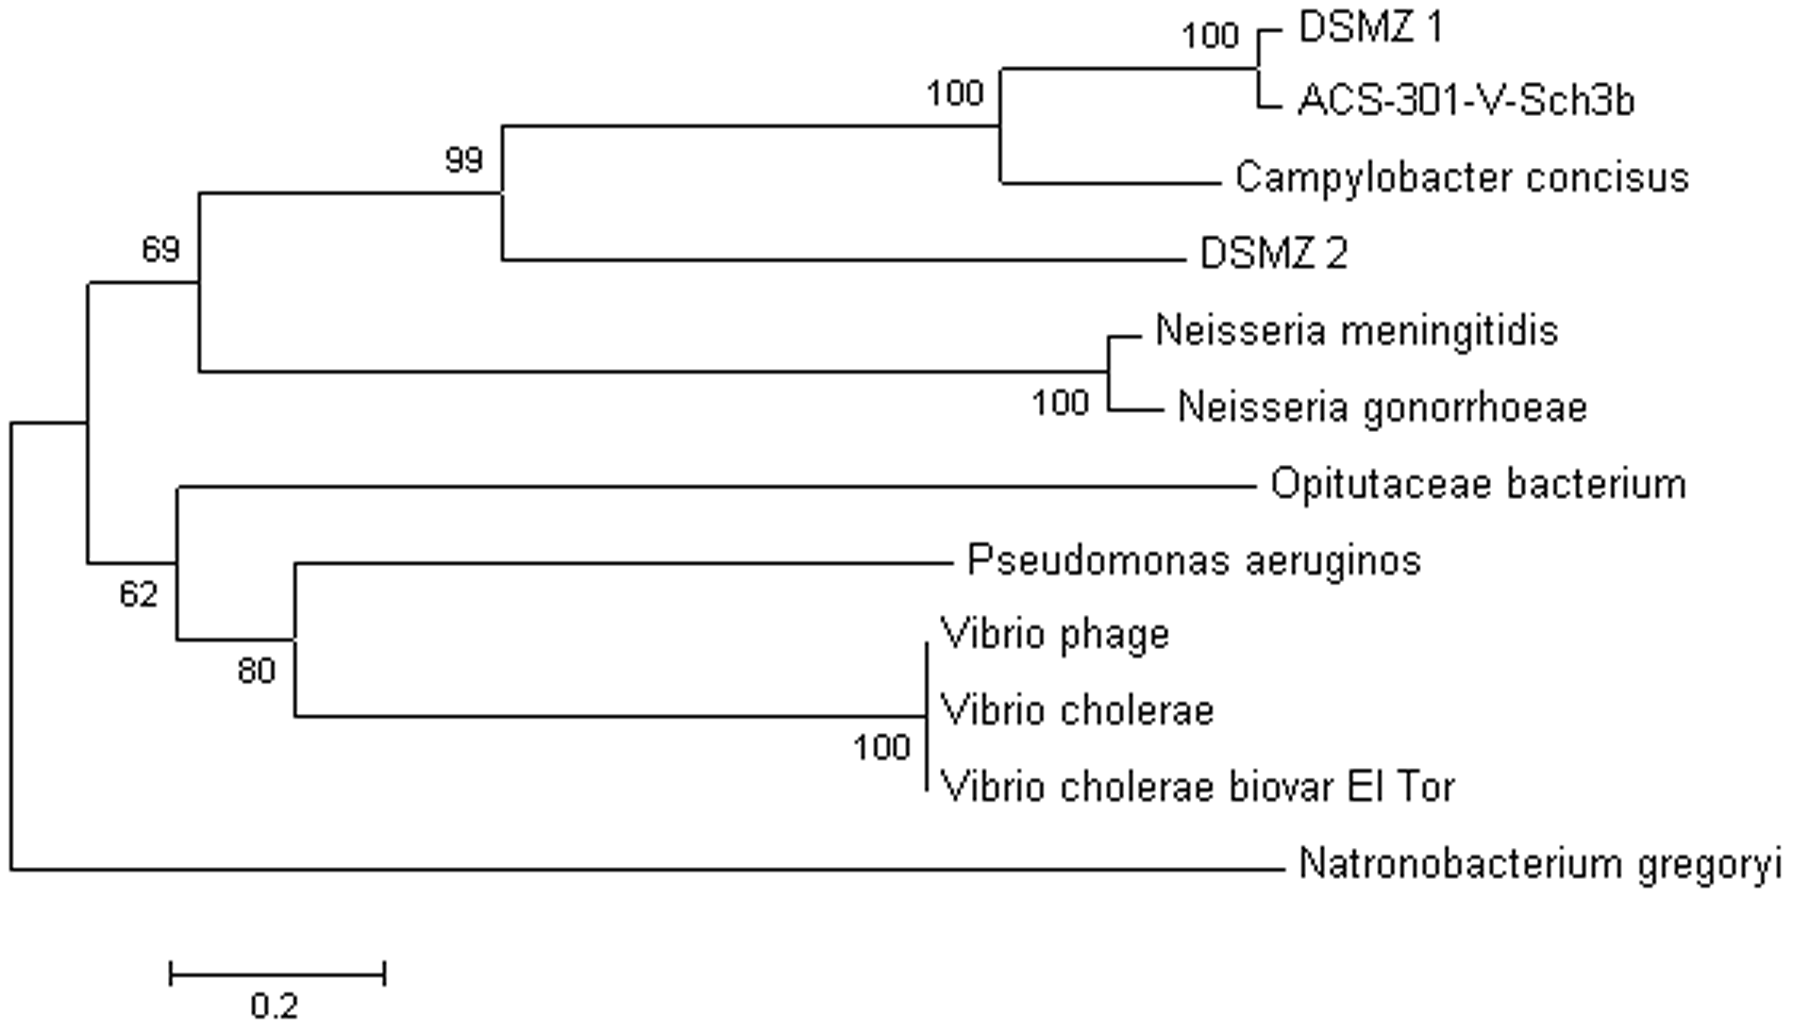 100
DSMZ 1
100
ACS-301-V-Sch3b
99
Campylobacter concisus
69
DSMZ 2
Neisseria meningitidis
100
Neisseria gonorrhoeae
Opitutaceae bacterium
Pseudomonas aeruginos
62
Vibrio phage
80
Vibrio cholerae
100
Vibrio cholerae biovar El Tor
Natronobacterium gregoryi
0.2